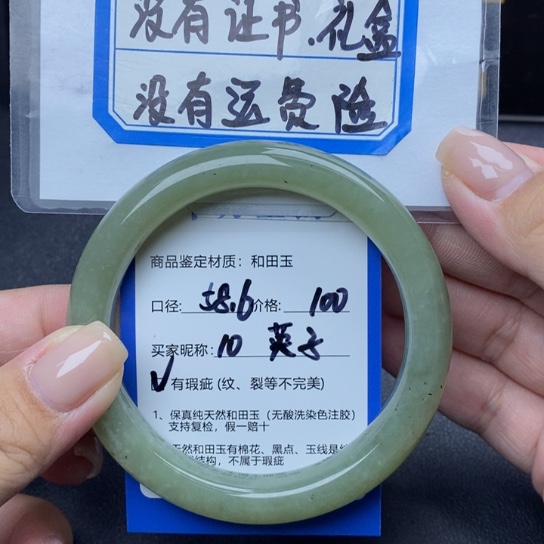 没有证书.礼盒
没有运费险
商品鉴定材质：和田玉
口径：58.6价格：100
买家昵称：10 英子
✓有瑕疵 (纹、裂等不完美)
1、保真纯天然和田玉（无酸洗染色注胶）
支持复检，假一赔十
天然和田玉有棉花、黑点、玉线是
结构，不属于瑕疵